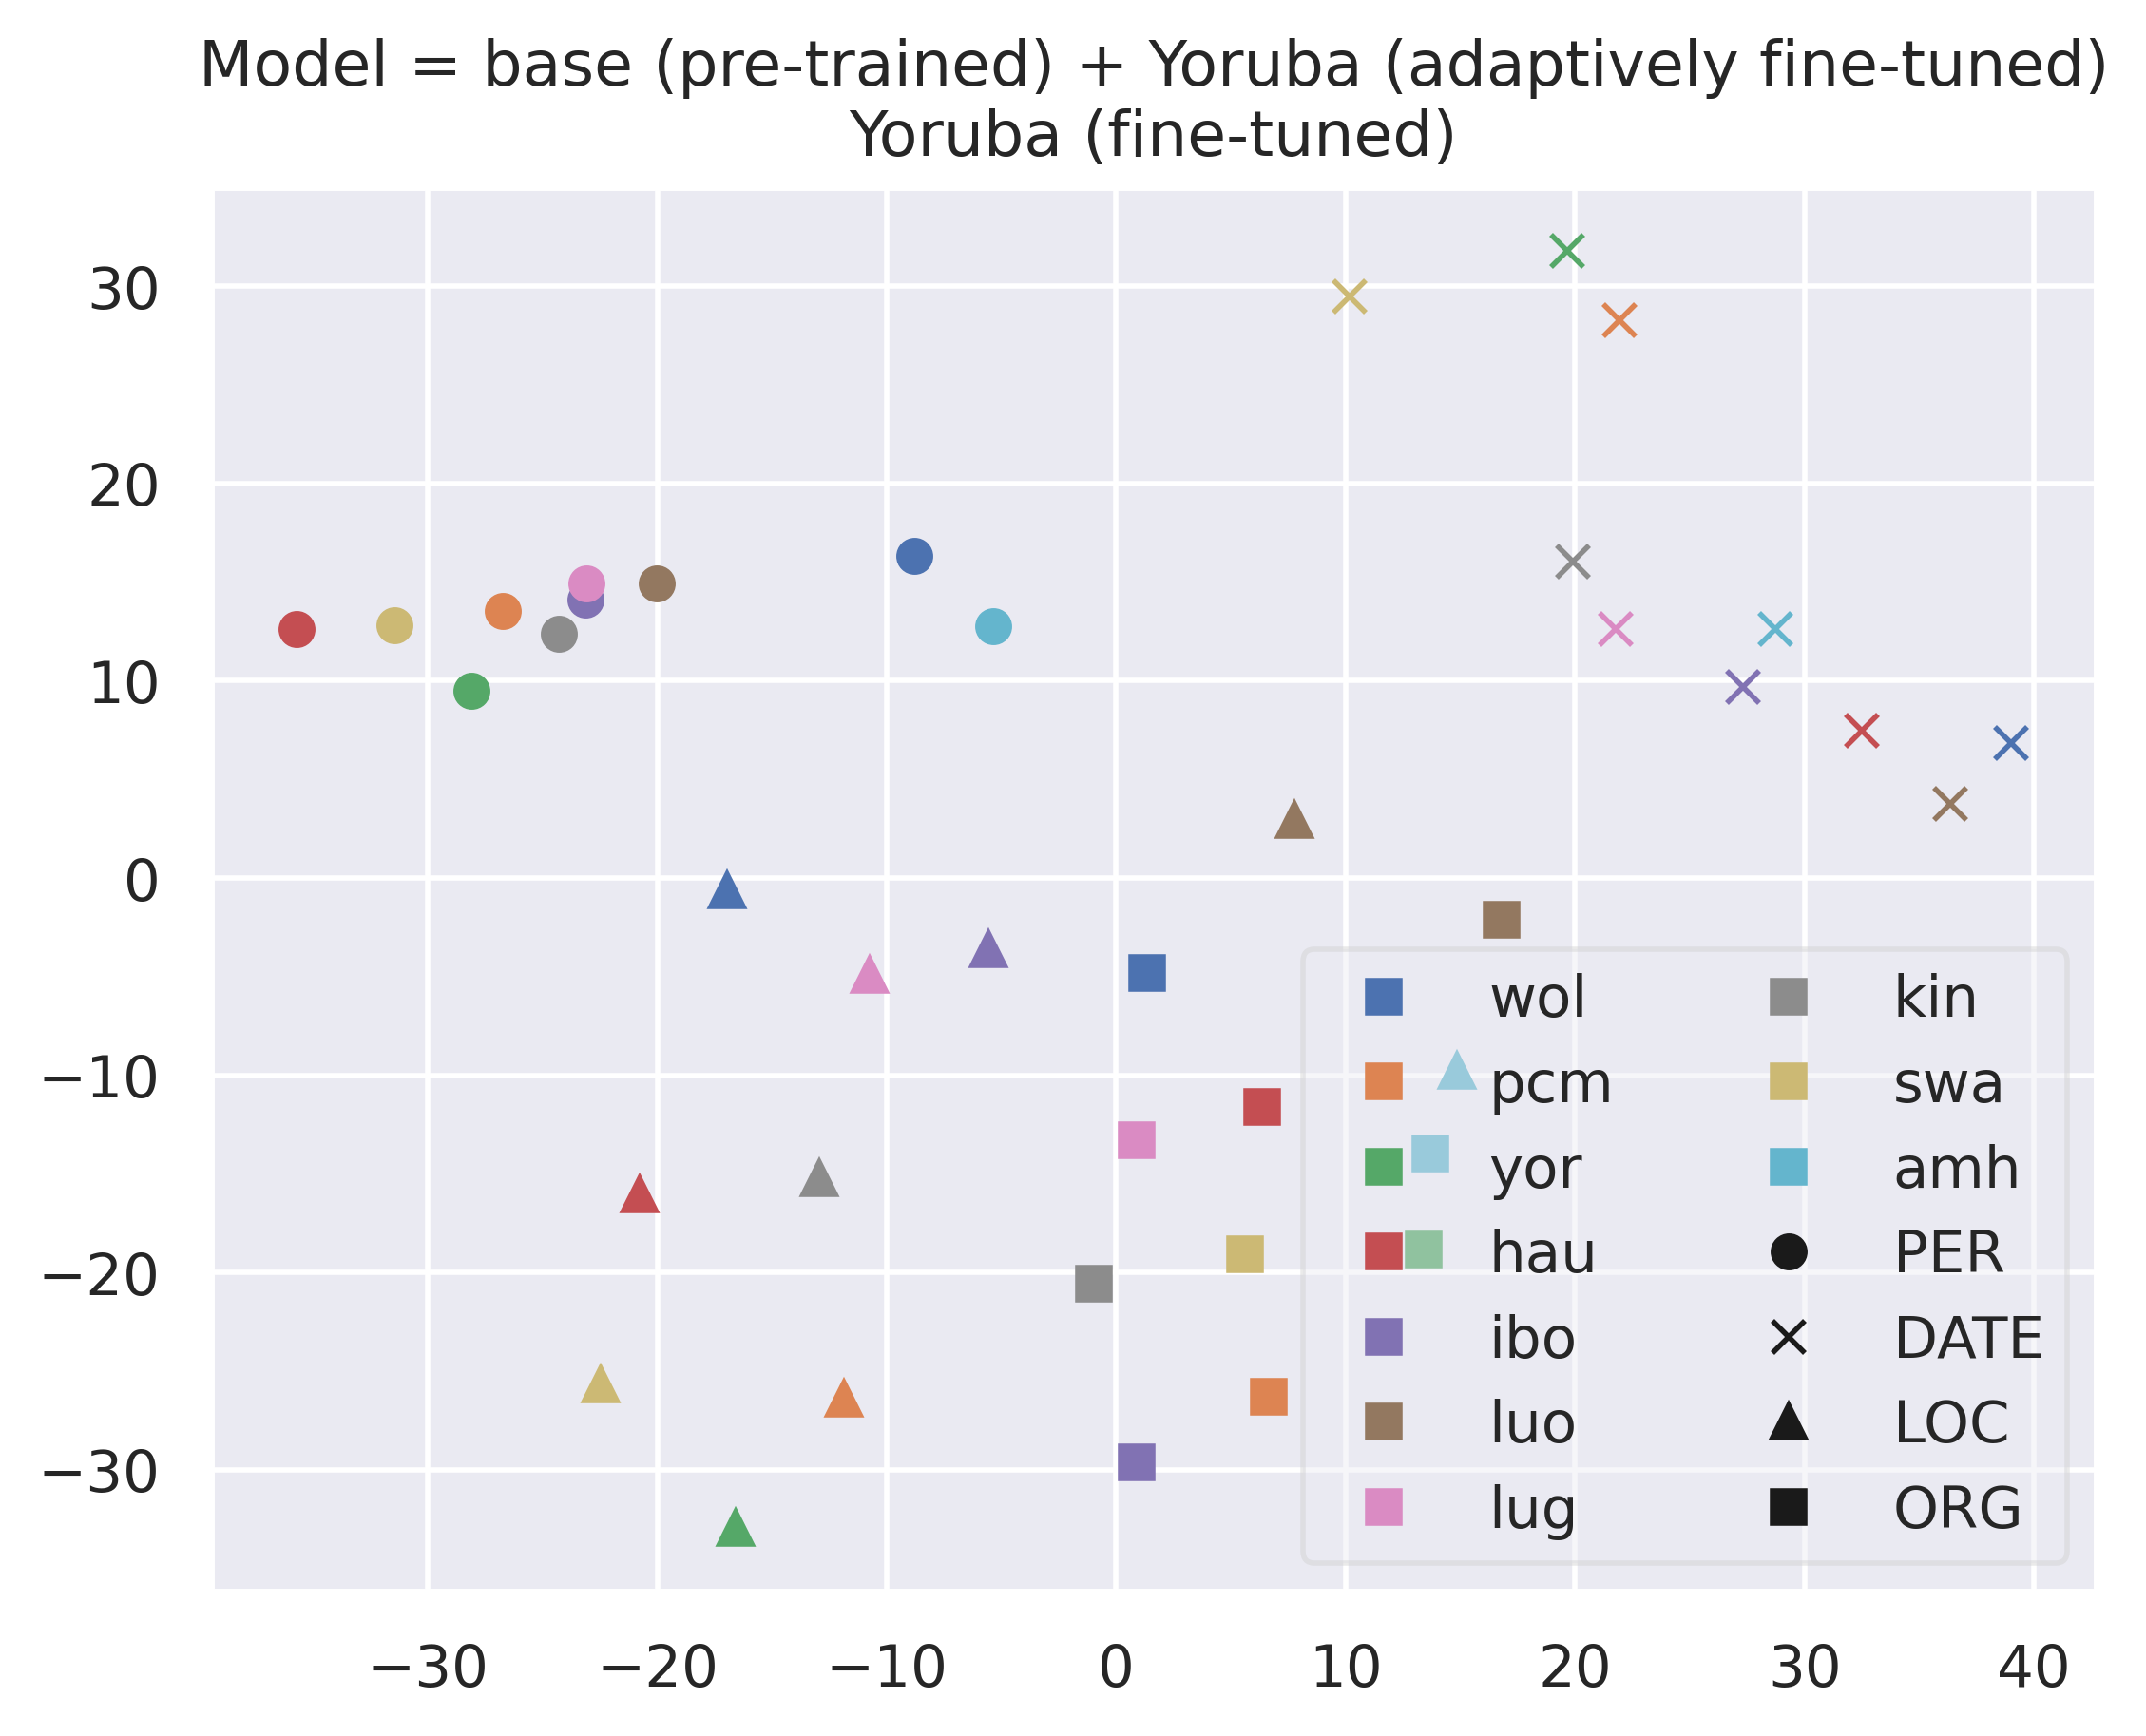 Model = base (pre-trained) + Yoruba (adaptively fine-tuned)
Yoruba (fine-tuned)
30
20
10
0
−10
−20
−30
wol
pcm
yor
hau
ibo
luo
lug
kin
swa
amh
PER
DATE
LOC
ORG
−30 −20 −10 0 10 20 30 40